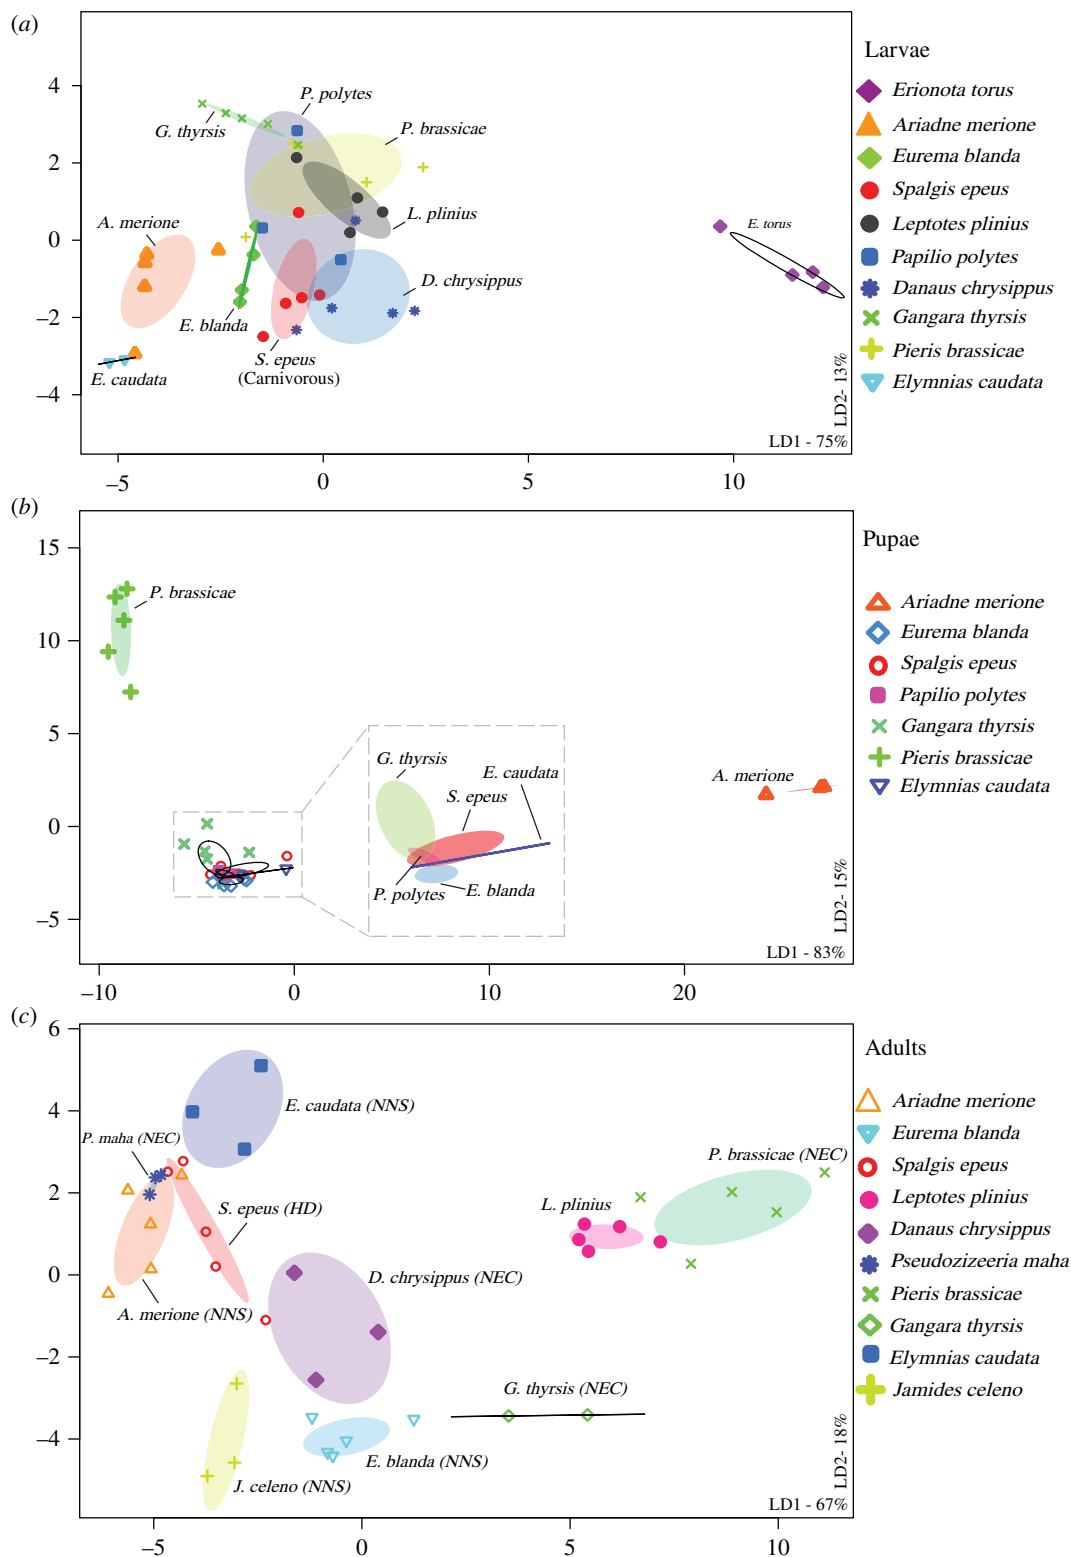 (a)
Larvae
4
2
0
−2
−4
−5
0
5
10
P. polytes
G. thyrsis
P. brassicae
A. merione
L. plinius
E. torus
D. chrysippus
E. blanda
S. epeus
(Carnivorous)
E. caudata
LD2- 13%
LD1 - 75%
Erionota torus
Ariadne merione
Eurema blanda
Spalgis epeus
Leptotes plinius
Papilio polytes
Danaus chrysippus
Gangara thyrsis
Pieris brassicae
Elymnias caudata
(b)
Pupae
15
10
5
0
−5
−10
0
10
20
P. brassicae
G. thyrsis
E. caudata
S. epeus
A. merione
P. polytes
E. blanda
LD2- 15%
LD1 - 83%
Ariadne merione
Eurema blanda
Spalgis epeus
Papilio polytes
Gangara thyrsis
Pieris brassicae
Elymnias caudata
(c)
Adults
6
4
2
0
−2
−4
−5
0
5
10
E. caudata (NNS)
P. maha (NEC)
P. brassicae (NEC)
S. epeus (HD)
L. plinius
D. chrysippus (NEC)
A. merione (NNS)
G. thyrsis (NEC)
E. blanda (NNS)
J. celeno (NNS)
LD2- 18%
LD1 - 67%
Ariadne merione
Eurema blanda
Spalgis epeus
Leptotes plinius
Danaus chrysippus
Pseudozizeeria maha
Pieris brassicae
Gangara thyrsis
Elymnias caudata
Jamides celeno